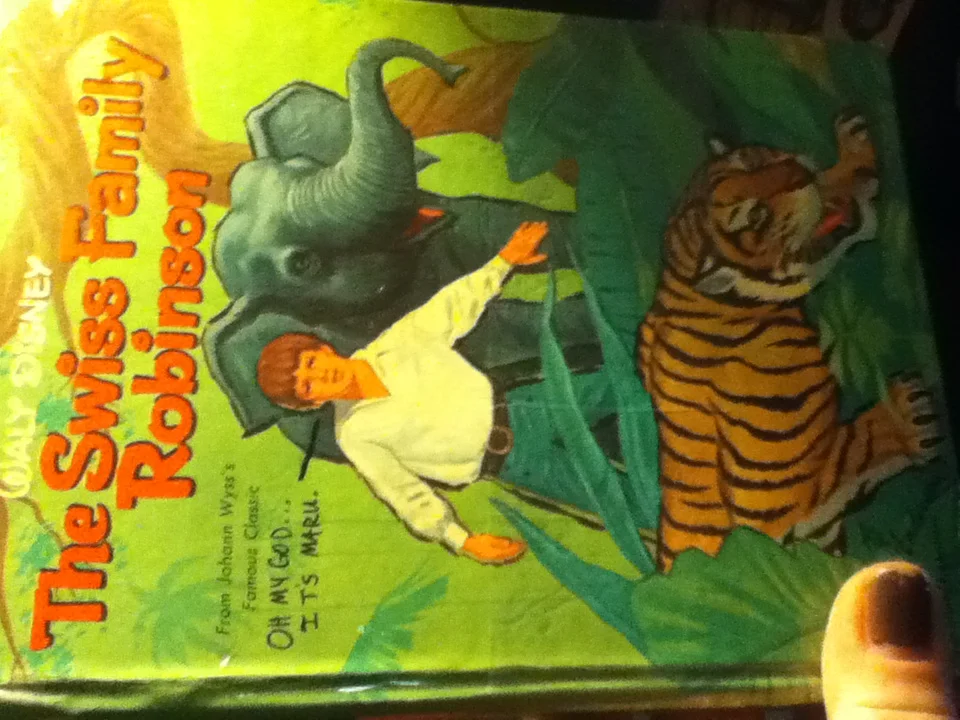 WALT DISNEY
The Swiss Family
Robinson
From Johann Wyss's
Famous Classic
OH MY GOD...
IT'S MARU.